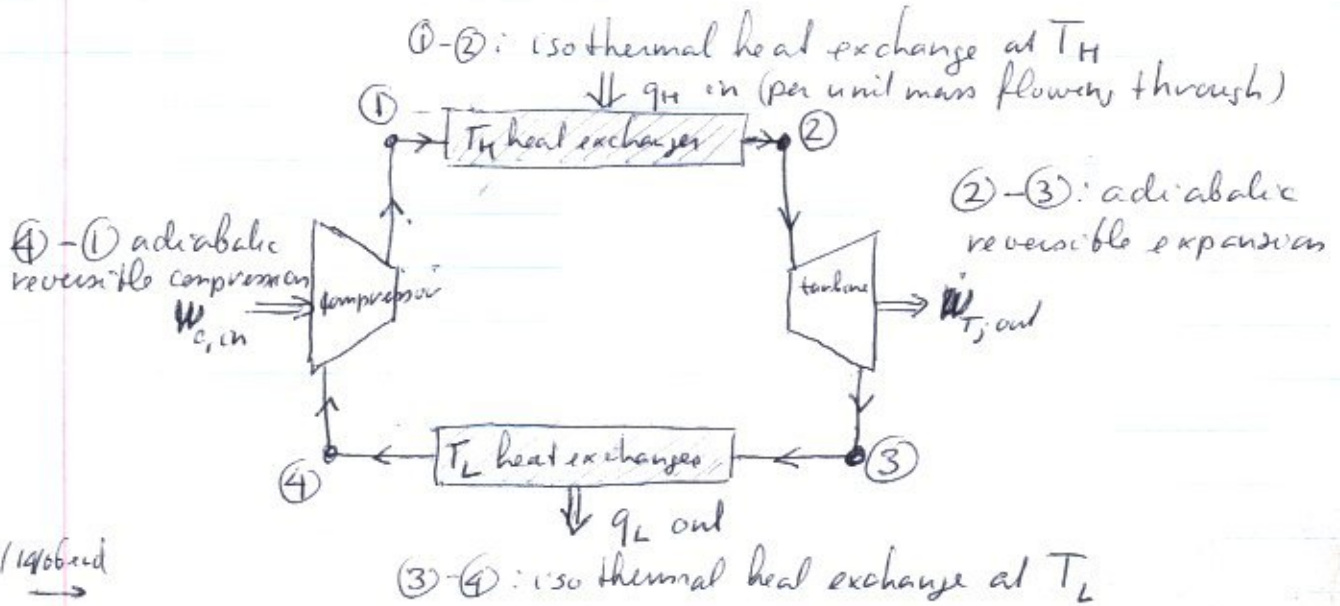 ①-②: isothermal heat exchange at T_H
q_H in (per unit mass flowing through)
①
T_H heat exchanger
②
②-③: adiabatic
reversible expansion
④-① adiabatic
reversible compression
W_c,in
compressor
turbine
W_T,out
④
T_L heat exchanger
③
q_L out
③-④: isothermal heat exchange at T_L